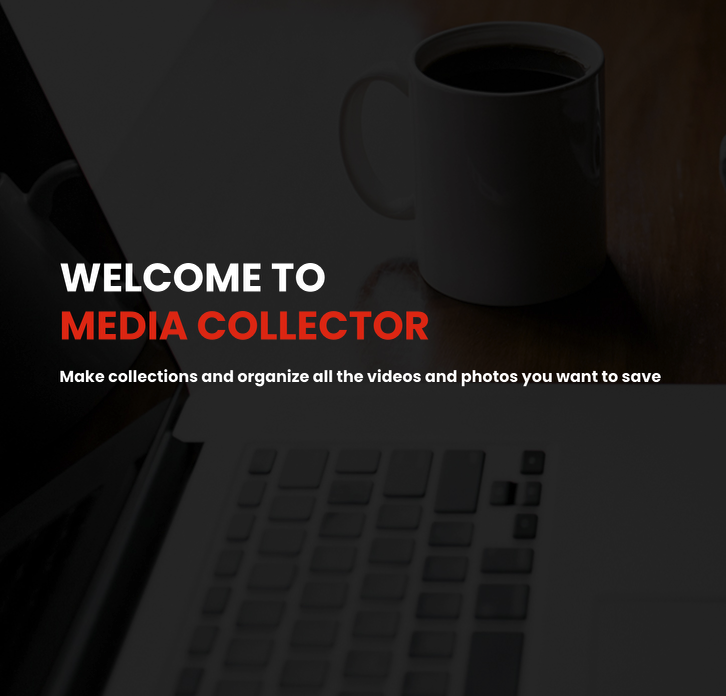 WELCOME TO
MEDIA COLLECTOR
Make collections and organize all the videos and photos you want to save